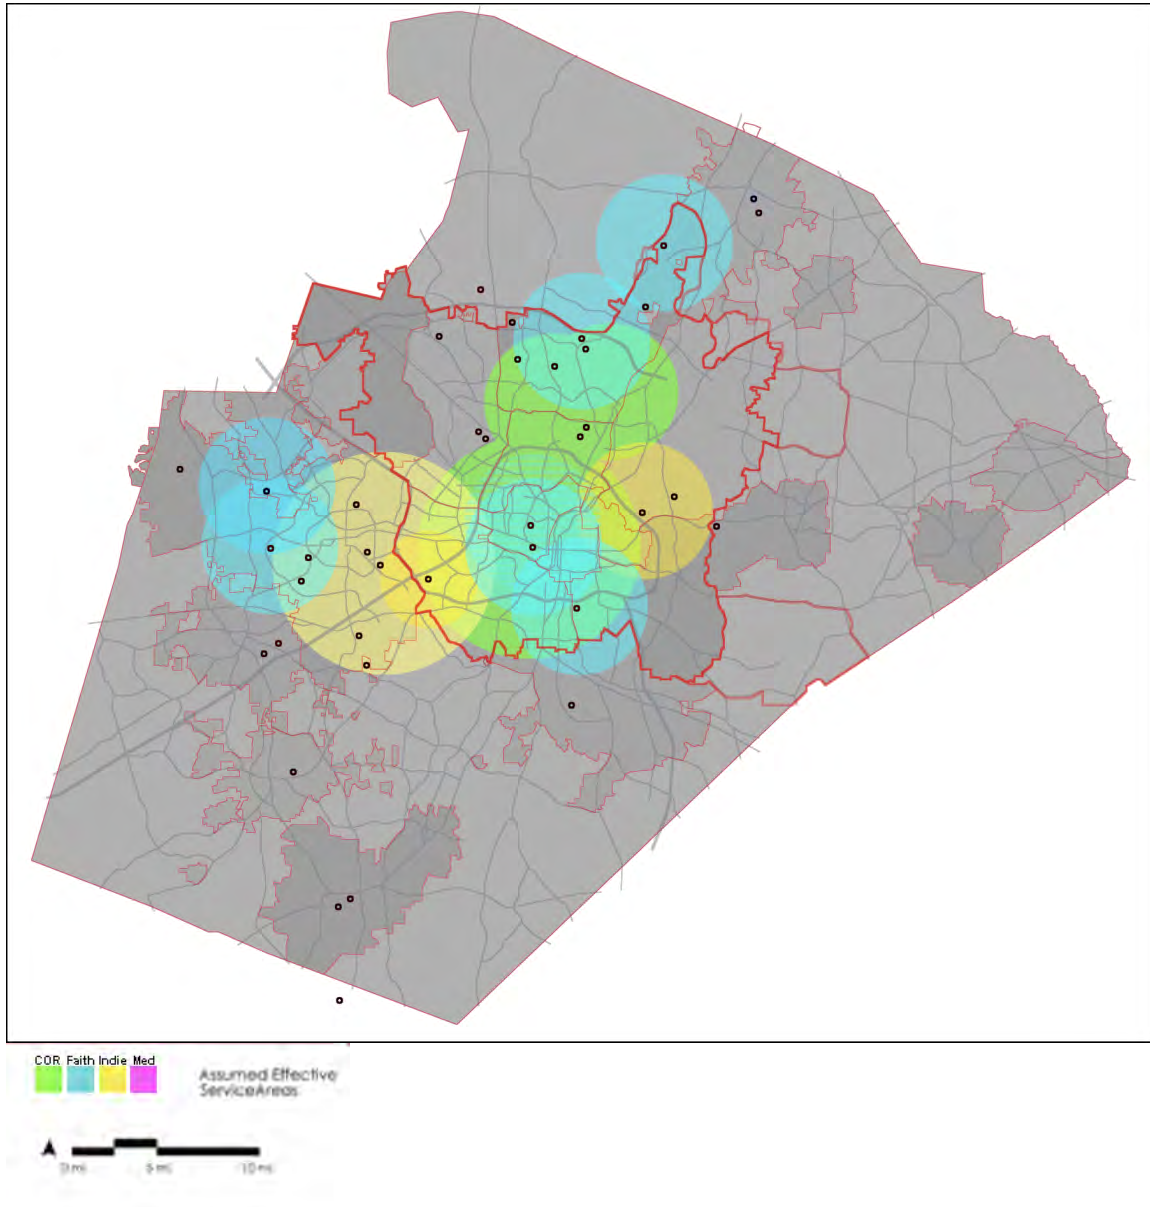 COR Faith Indie Med
Assumed Effective
ServiceAreas
0 mi 5 mi 10 mi